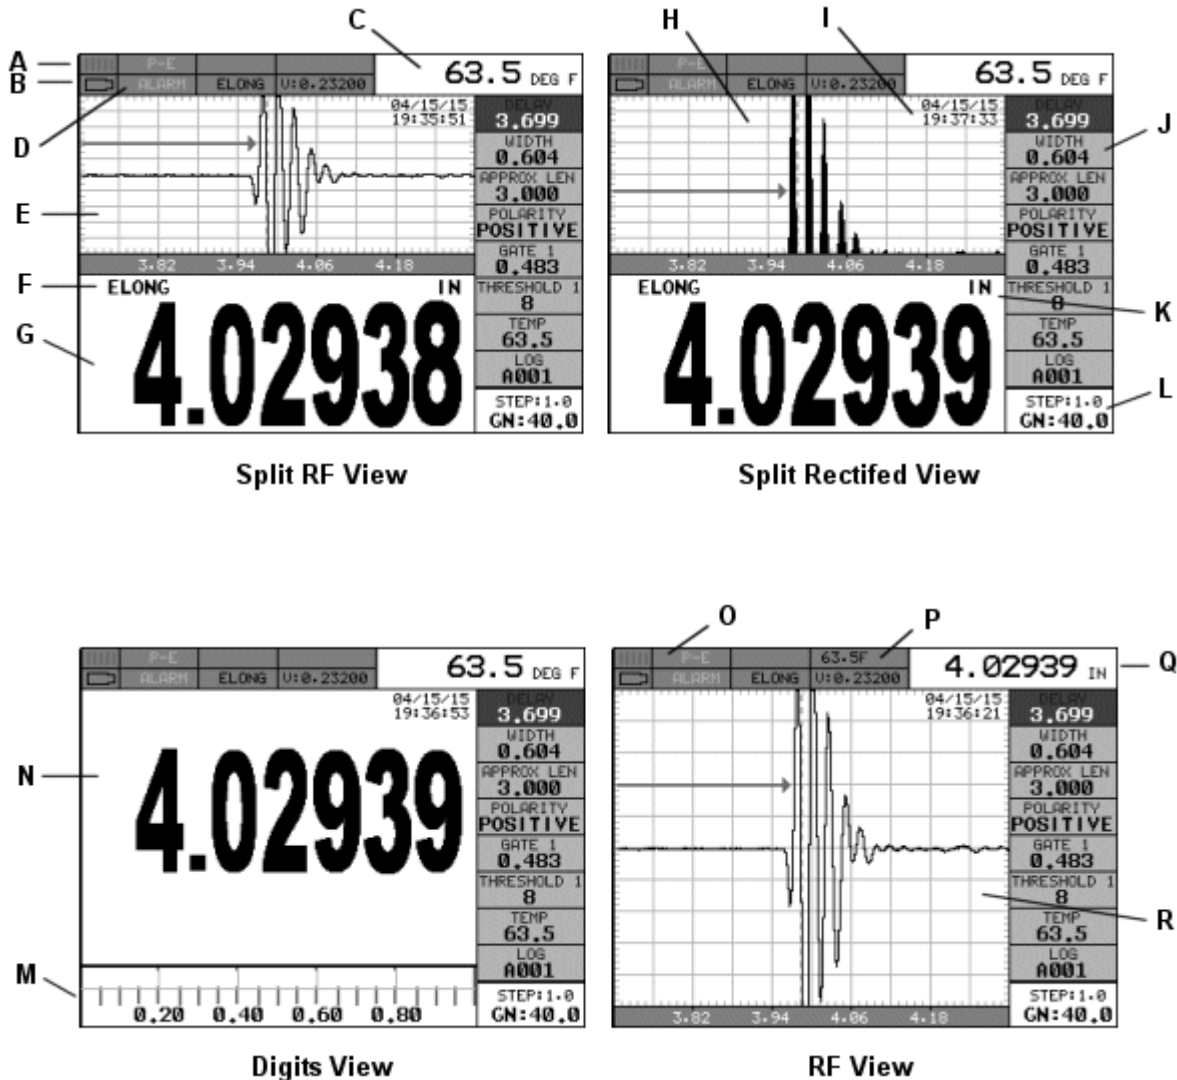 C
H
I
A
P-E
63.5 DEG F
P-E
63.5 DEG F
B
ALARM
ELONG
V:0.23200
ALARM
ELONG
V:0.23200
04/15/15
19:35:51
DELAY
3.699
04/15/15
19:37:33
DELAY
3.699
D
WIDTH
0.604
WIDTH
0.604
J
APPROX LEN
3.000
APPROX LEN
3.000
E
POLARITY
POSITIVE
POLARITY
POSITIVE
GATE 1
0.483
GATE 1
0.483
3.82 3.94 4.06 4.18
3.82 3.94 4.06 4.18
F
ELONG IN
THRESHOLD 1
8
ELONG IN
THRESHOLD 1
8
K
G
4.02938
TEMP
63.5
4.02939
TEMP
63.5
LOG
A001
LOG
A001
STEP:1.0
GN:40.0
STEP:1.0
GN:40.0
L
Split RF View
Split Rectifed View
O
P
P-E
63.5 DEG F
P-E
63.5F
4.02939 IN
Q
ALARM
ELONG
V:0.23200
ALARM
ELONG
V:0.23200
04/15/15
19:36:53
DELAY
3.699
04/15/15
19:36:21
DELAY
3.699
WIDTH
0.604
WIDTH
0.604
N
4.02939
APPROX LEN
3.000
APPROX LEN
3.000
POLARITY
POSITIVE
POLARITY
POSITIVE
GATE 1
0.483
GATE 1
0.483
THRESHOLD 1
8
THRESHOLD 1
8
R
TEMP
63.5
TEMP
63.5
LOG
A001
LOG
A001
M
0.20 0.40 0.60 0.80
STEP:1.0
GN:40.0
3.82 3.94 4.06 4.18
STEP:1.0
GN:40.0
Digits View
RF View